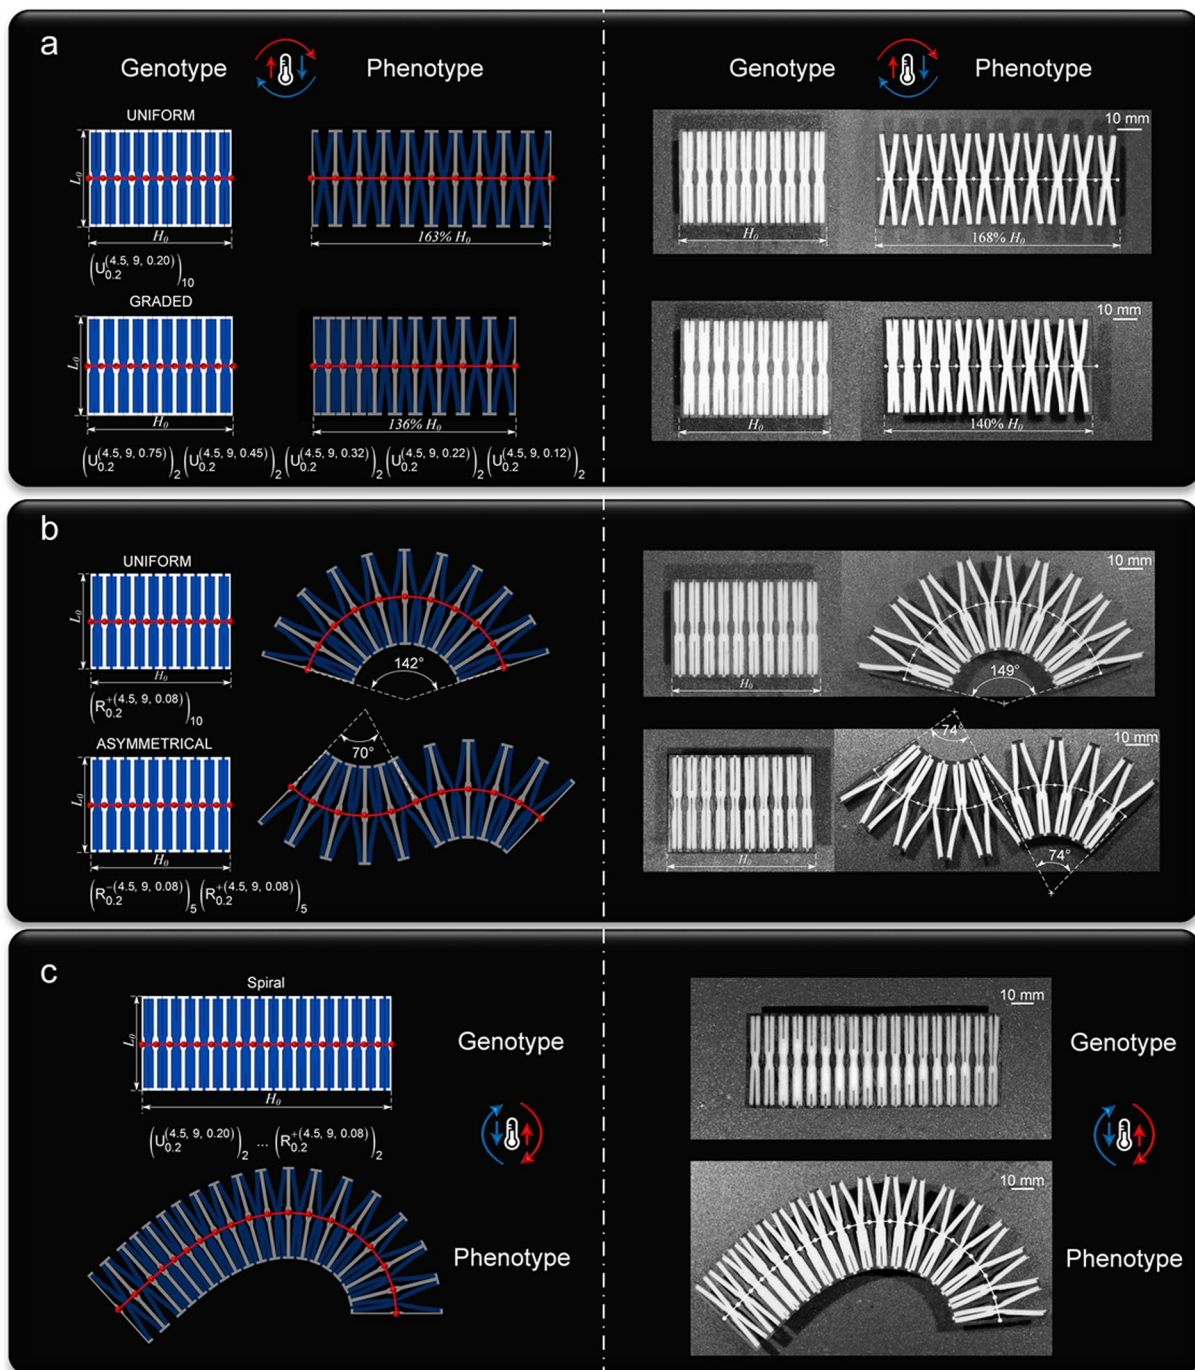 a
Genotype Phenotype Genotype Phenotype
UNIFORM
10 mm
L₀
H₀ 163% H₀ H₀ 168% H₀
(U₀.₂^(4.5, 9, 0.20))₁₀
GRADED
10 mm
L₀
H₀ 136% H₀ H₀ 140% H₀
(U₀.₂^(4.5, 9, 0.75))₂ (U₀.₂^(4.5, 9, 0.45))₂ (U₀.₂^(4.5, 9, 0.32))₂ (U₀.₂^(4.5, 9, 0.22))₂ (U₀.₂^(4.5, 9, 0.12))₂
b
UNIFORM
10 mm
L₀
142° 149°
H₀ H₀
(R₀.₂^+(4.5, 9, 0.08))₁₀
ASYMMETRICAL
70° 74°
10 mm
L₀
H₀ H₀
74°
(R₀.₂^−(4.5, 9, 0.08))₅ (R₀.₂^+(4.5, 9, 0.08))₅
c
Spiral
10 mm
L₀
Genotype Genotype
H₀
(U₀.₂^(4.5, 9, 0.20))₂ ... (R₀.₂^+(4.5, 9, 0.08))₂
10 mm
Phenotype Phenotype